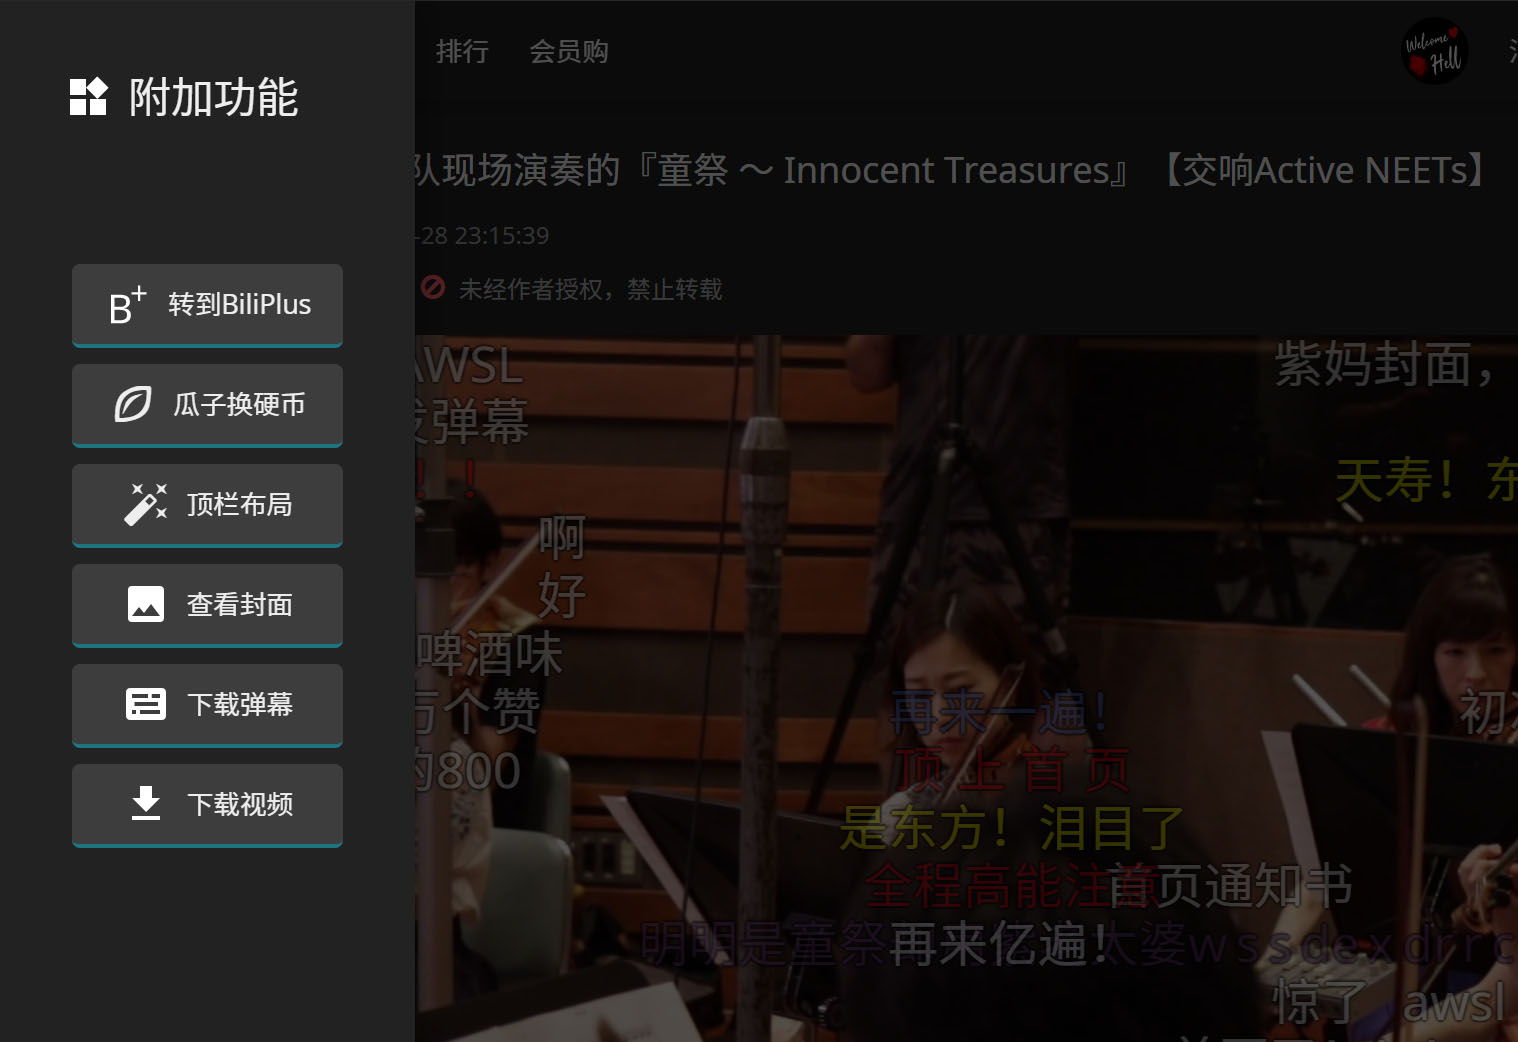 附加功能
转到BiliPlus
瓜子换硬币
顶栏布局
查看封面
下载弹幕
下载视频
排行 会员购
Welcome Hell
队现场演奏的『童祭 ～ Innocent Treasures』【交响Active NEETs】
-28 23:15:39
未经作者授权，禁止转载
AWSL
紫妈封面，
发弹幕
天寿！东
！！
啊
好
啤酒味
万个赞
再来一遍！
初
的800
顶上首页
是东方！泪目了
全程高能注意
首页通知书
明明是童祭
再来亿遍！
太婆wssdexdrrc
惊了
awsl